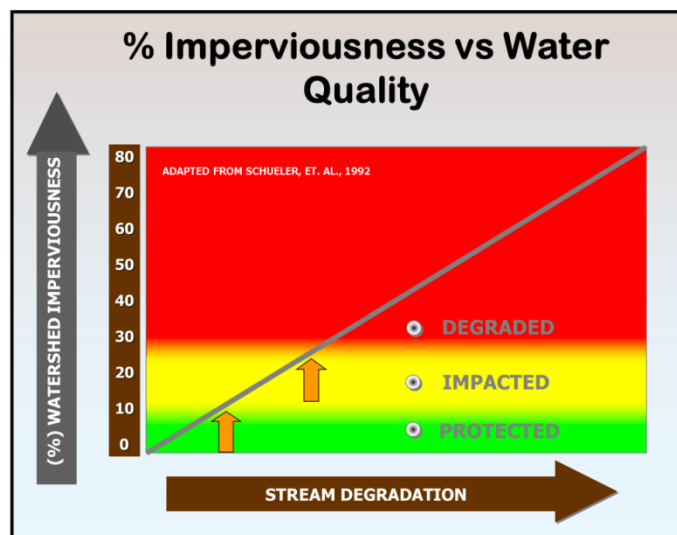 % Imperviousness vs Water
Quality
(%) WATERSHED IMPERVIOUSNESS
80
70
60
50
40
30
20
10
0
ADAPTED FROM SCHUELER, ET. AL., 1992
DEGRADED
IMPACTED
PROTECTED
STREAM DEGRADATION